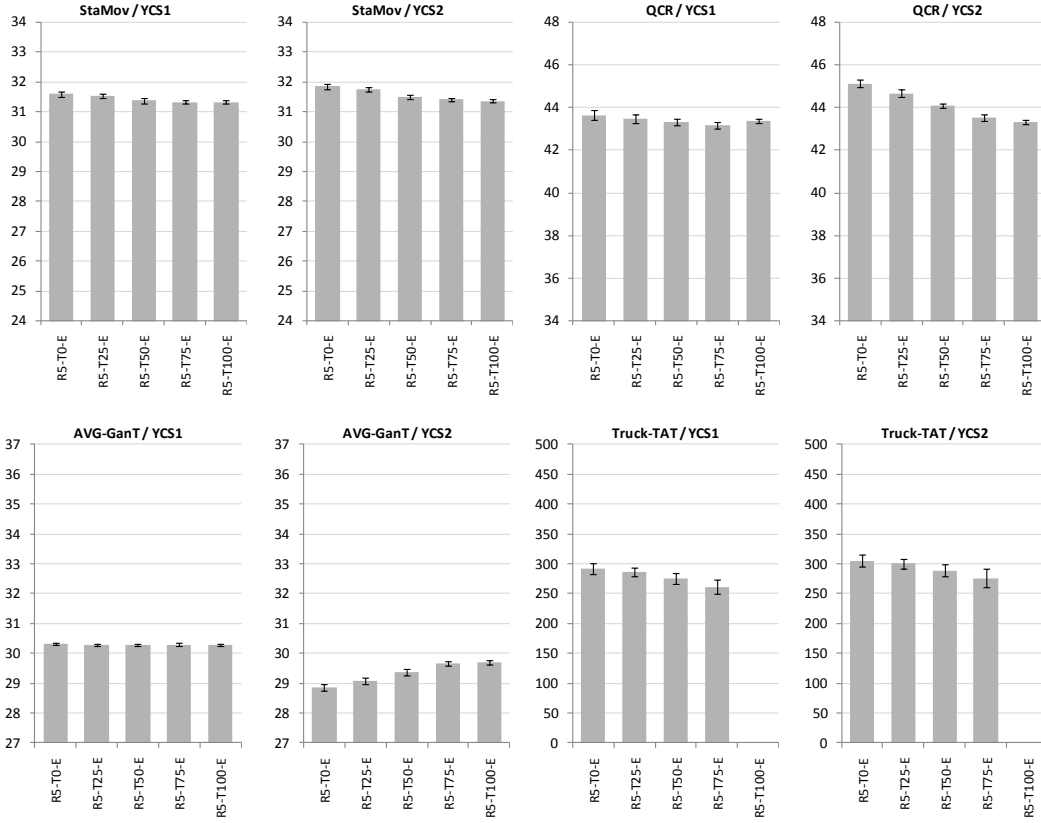 StaMov / YCS1
34
33
32
31
30
29
28
27
26
25
24
R5-T0-E
R5-T25-E
R5-T50-E
R5-T75-E
R5-T100-E
StaMov / YCS2
34
33
32
31
30
29
28
27
26
25
24
R5-T0-E
R5-T25-E
R5-T50-E
R5-T75-E
R5-T100-E
QCR / YCS1
48
46
44
42
40
38
36
34
R5-T0-E
R5-T25-E
R5-T50-E
R5-T75-E
R5-T100-E
QCR / YCS2
48
46
44
42
40
38
36
34
R5-T0-E
R5-T25-E
R5-T50-E
R5-T75-E
R5-T100-E
AVG-GanT / YCS1
37
36
35
34
33
32
31
30
29
28
27
R5-T0-E
R5-T25-E
R5-T50-E
R5-T75-E
R5-T100-E
AVG-GanT / YCS2
37
36
35
34
33
32
31
30
29
28
27
R5-T0-E
R5-T25-E
R5-T50-E
R5-T75-E
R5-T100-E
Truck-TAT / YCS1
500
450
400
350
300
250
200
150
100
50
0
R5-T0-E
R5-T25-E
R5-T50-E
R5-T75-E
R5-T100-E
Truck-TAT / YCS2
500
450
400
350
300
250
200
150
100
50
0
R5-T0-E
R5-T25-E
R5-T50-E
R5-T75-E
R5-T100-E